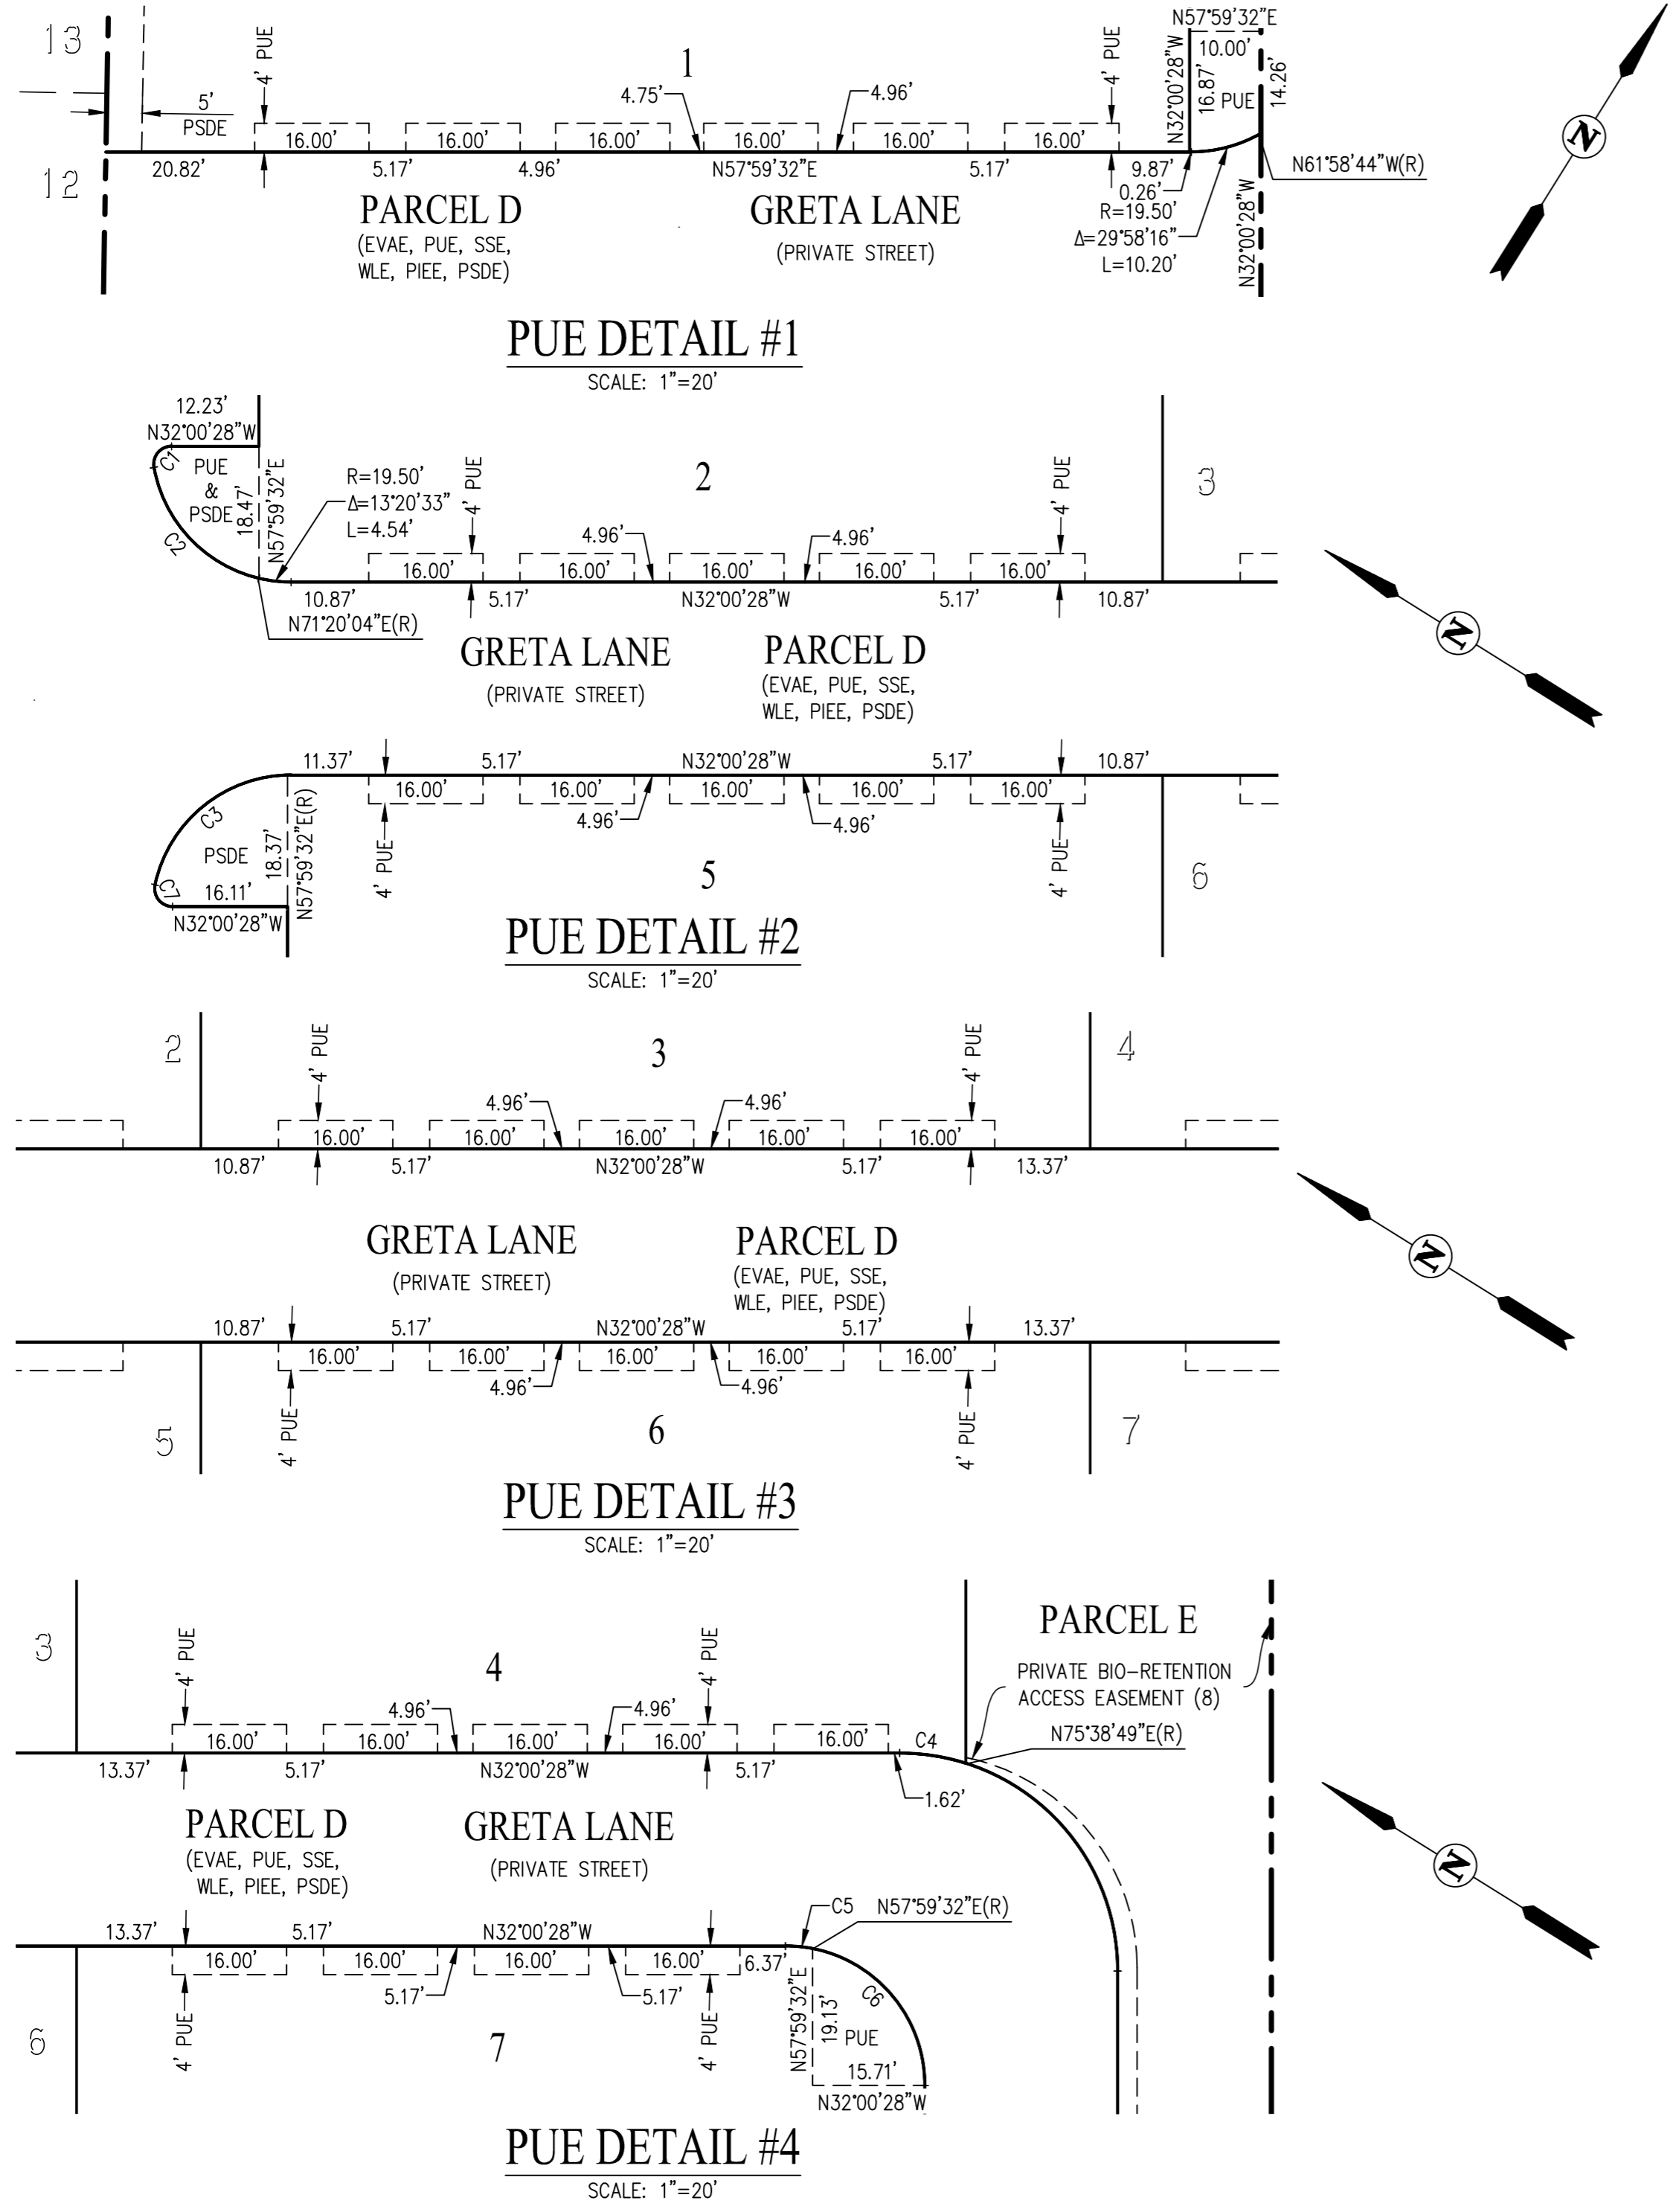 13
12
5'
PSDE
4' PUE
1
4.75'
4.96'
4' PUE
N57°59'32"E
10.00'
N32°00'28"W
16.87'
PUE
14.26'
16.00'
16.00'
16.00'
16.00'
16.00'
16.00'
20.82'
5.17'
4.96'
N57°59'32"E
5.17'
9.87'
0.26'
R=19.50'
Δ=29°58'16"
L=10.20'
N61°58'44"W(R)
N32°00'28"W
PARCEL D
(EVAE, PUE, SSE,
WLE, PIEE, PSDE)
GRETA LANE
(PRIVATE STREET)
N
PUE DETAIL #1
SCALE: 1"=20'
12.23'
N32°00'28"W
C1
PUE
&
PSDE
18.47'
N57°59'32"E
C2
R=19.50'
Δ=13°20'33"
L=4.54'
4' PUE
2
4.96'
4.96'
4' PUE
3
16.00'
16.00'
16.00'
16.00'
16.00'
10.87'
5.17'
N32°00'28"W
5.17'
10.87'
N71°20'04"E(R)
GRETA LANE
(PRIVATE STREET)
PARCEL D
(EVAE, PUE, SSE,
WLE, PIEE, PSDE)
N
11.37'
5.17'
N32°00'28"W
5.17'
10.87'
16.00'
16.00'
16.00'
16.00'
16.00'
C3
PSDE
18.37'
N57°59'32"E(R)
C7
16.11'
N32°00'28"W
4' PUE
4.96'
4.96'
4' PUE
5
6
PUE DETAIL #2
SCALE: 1"=20'
2
4' PUE
3
4' PUE
4
4.96'
4.96'
16.00'
16.00'
16.00'
16.00'
16.00'
10.87'
5.17'
N32°00'28"W
5.17'
13.37'
GRETA LANE
(PRIVATE STREET)
PARCEL D
(EVAE, PUE, SSE,
WLE, PIEE, PSDE)
N
10.87'
5.17'
N32°00'28"W
5.17'
13.37'
16.00'
16.00'
16.00'
16.00'
16.00'
4.96'
4.96'
5
4' PUE
6
4' PUE
7
PUE DETAIL #3
SCALE: 1"=20'
3
4' PUE
4
4' PUE
4.96'
4.96'
PARCEL E
PRIVATE BIO-RETENTION
ACCESS EASEMENT (8)
N75°38'49"E(R)
16.00'
16.00'
16.00'
16.00'
16.00'
C4
13.37'
5.17'
N32°00'28"W
5.17'
1.62'
PARCEL D
(EVAE, PUE, SSE,
WLE, PIEE, PSDE)
GRETA LANE
(PRIVATE STREET)
N
13.37'
5.17'
N32°00'28"W
C5
N57°59'32"E(R)
16.00'
16.00'
16.00'
16.00'
6.37'
5.17'
5.17'
N57°59'32"E
19.13'
C6
PUE
15.71'
N32°00'28"W
6
4' PUE
7
4' PUE
PUE DETAIL #4
SCALE: 1"=20'